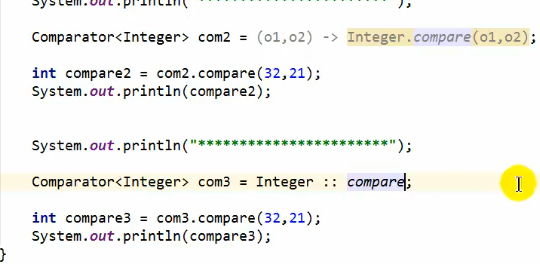 System.out.println("***********************");
Comparator<Integer> com2 = (o1,o2) -> Integer.compare(o1,o2);
int compare2 = com2.compare(32,21);
System.out.println(compare2);
System.out.println("***********************");
Comparator<Integer> com3 = Integer :: compare;
int compare3 = com3.compare(32,21);
System.out.println(compare3);
}